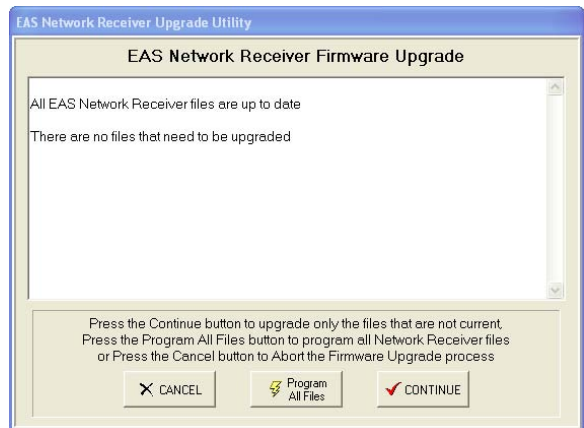 EAS Network Receiver Upgrade Utility
EAS Network Receiver Firmware Upgrade
All EAS Network Receiver files are up to date
There are no files that need to be upgraded
Press the Continue button to upgrade only the files that are not current,
Press the Program All Files button to program all Network Receiver files
or Press the Cancel button to Abort the Firmware Upgrade process
CANCEL
Program
All Files
CONTINUE